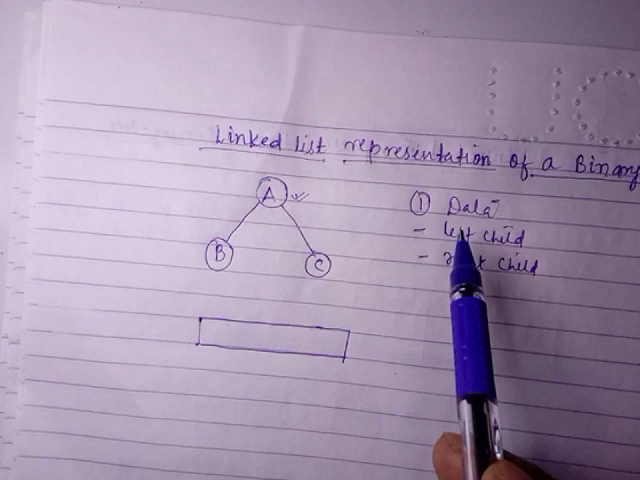 Linked list representation of a Binary
A
① Data
- left child
B
C
- child